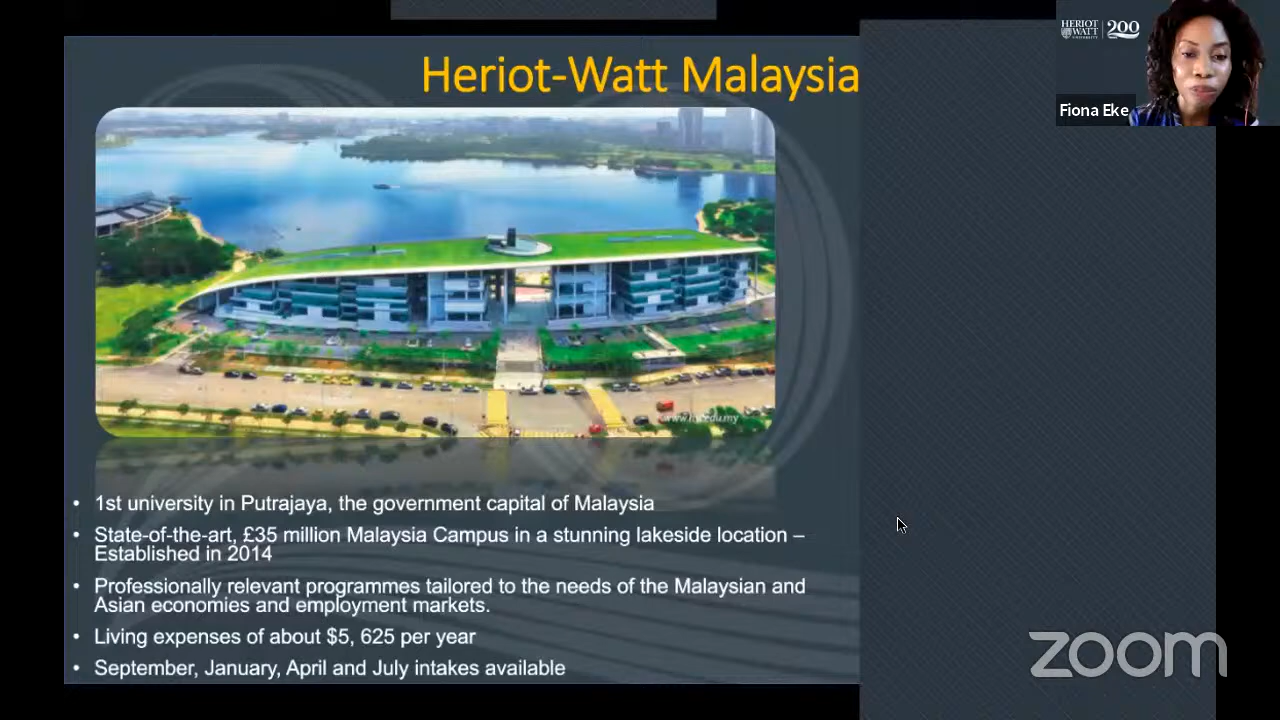 HERIOT WATT UNIVERSITY 200
Fiona Eke
Heriot-Watt Malaysia
• 1st university in Putrajaya, the government capital of Malaysia
• State-of-the-art, £35 million Malaysia Campus in a stunning lakeside location –
Established in 2014
• Professionally relevant programmes tailored to the needs of the Malaysian and
Asian economies and employment markets.
• Living expenses of about $5, 625 per year
• September, January, April and July intakes available
zoom